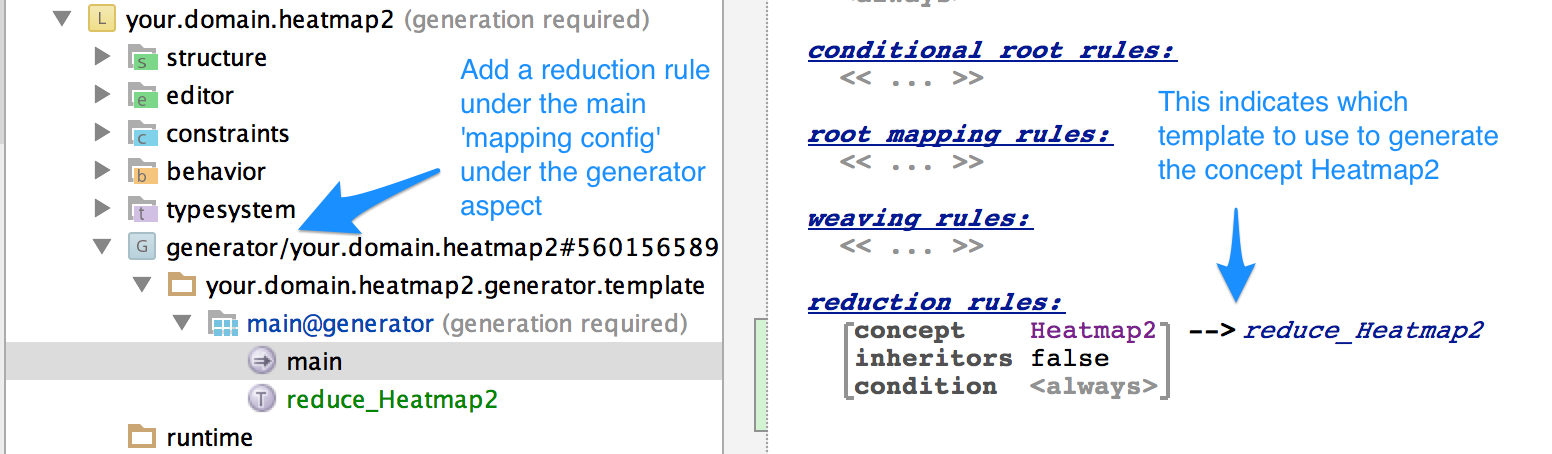 your.domain.heatmap2 (generation required)
structure
editor
constraints
behavior
typesystem
generator/your.domain.heatmap2#560156589
your.domain.heatmap2.generator.template
main@generator (generation required)
main
reduce_Heatmap2
runtime
Add a reduction rule
under the main
'mapping config'
under the generator
aspect
<always>
conditional root rules:
<< ... >>
root mapping rules:
<< ... >>
weaving rules:
<< ... >>
reduction rules:
concept Heatmap2 --> reduce_Heatmap2
inheritors false
condition <always>
This indicates which
template to use to generate
the concept Heatmap2